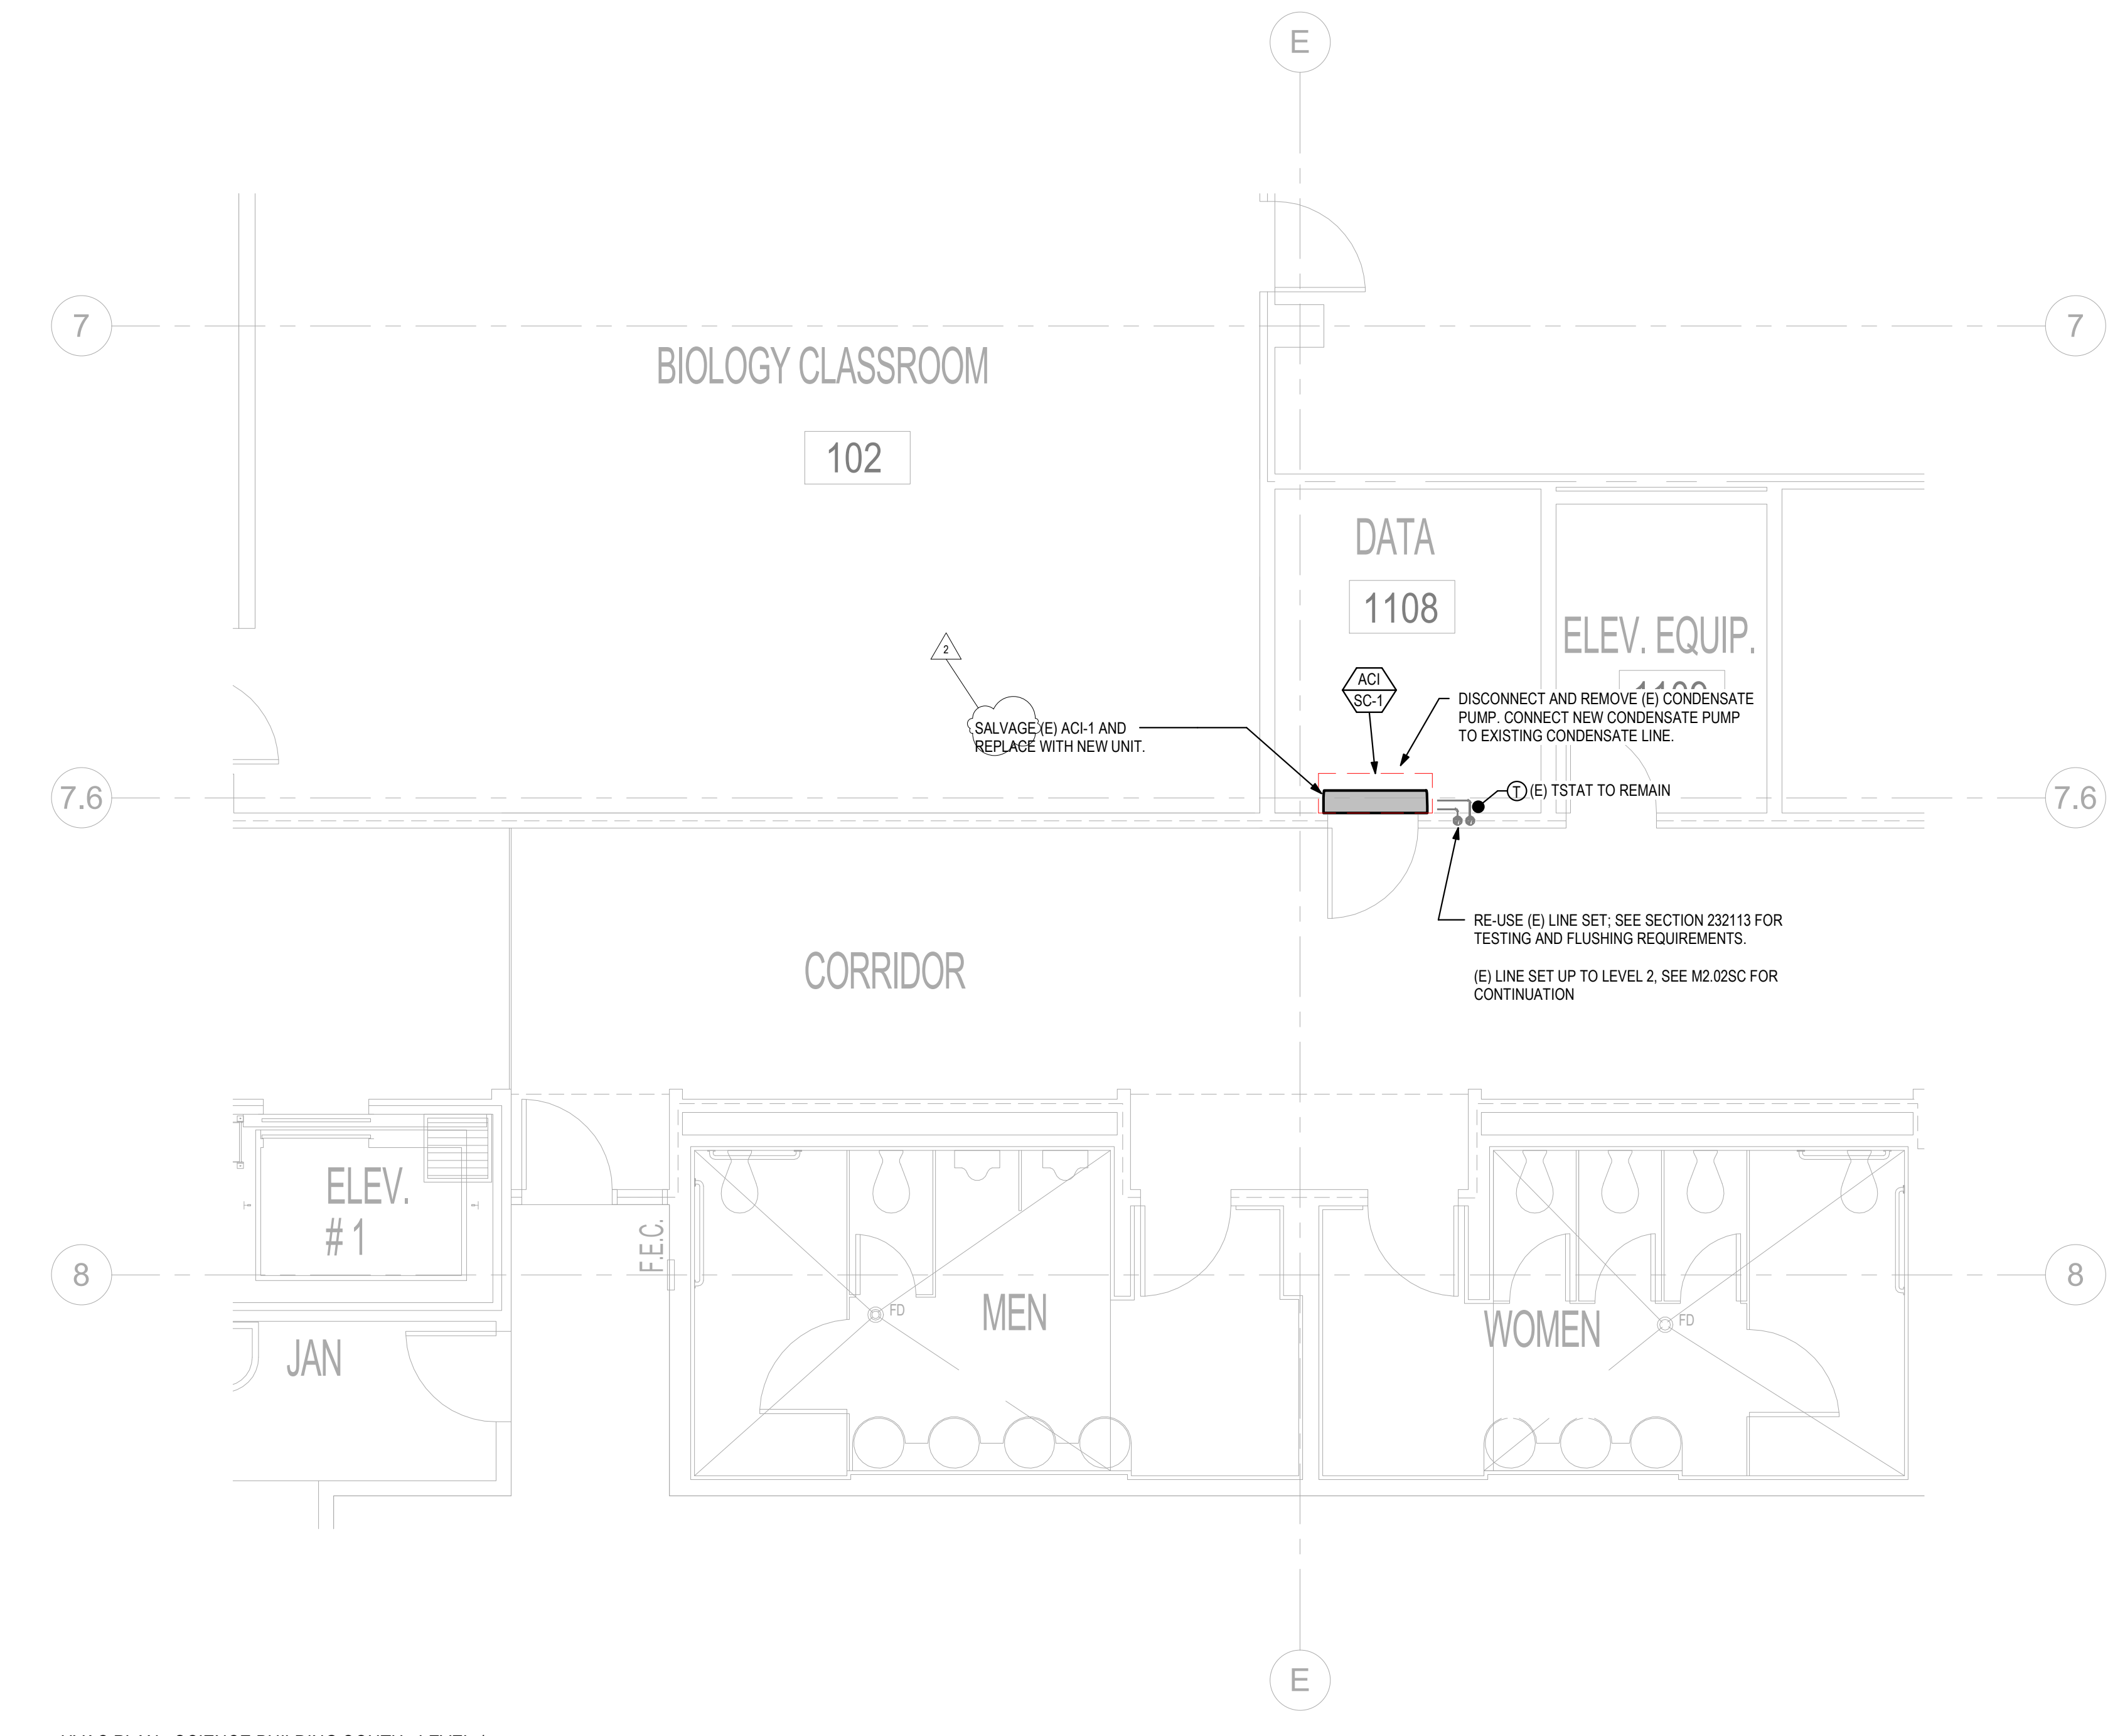 E
7
7
BIOLOGY CLASSROOM
102
DATA
1108
ELEV. EQUIP.
2
ACI
SC-1
DISCONNECT AND REMOVE (E) CONDENSATE
PUMP. CONNECT NEW CONDENSATE PUMP
TO EXISTING CONDENSATE LINE.
SALVAGE (E) ACI-1 AND
REPLACE WITH NEW UNIT.
7.6
T
(E) TSTAT TO REMAIN
7.6
RE-USE (E) LINE SET; SEE SECTION 232113 FOR
TESTING AND FLUSHING REQUIREMENTS.
(E) LINE SET UP TO LEVEL 2, SEE M2.02SC FOR
CONTINUATION
CORRIDOR
ELEV.
# 1
F.E.C.
8
8
FD
MEN
WOMEN
FD
JAN
E